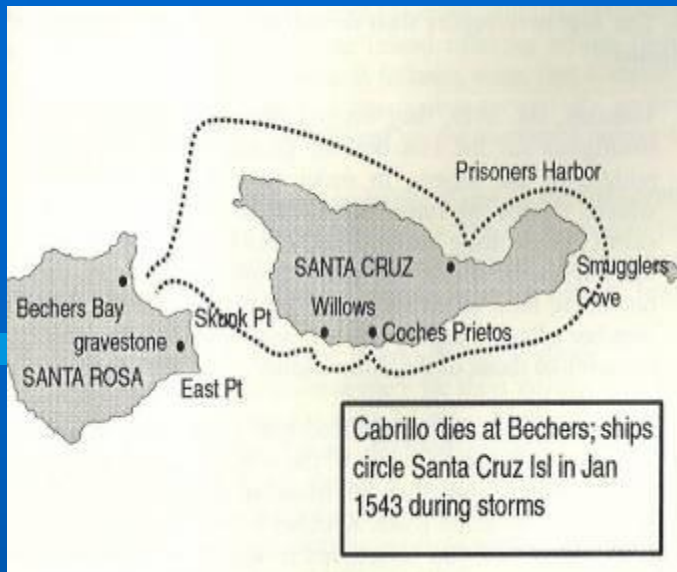 Prisoners Harbor
SANTA CRUZ
Smugglers
Cove
Bechers Bay
Willows
Skunk Pt
Coches Prietos
gravestone
SANTA ROSA
East Pt
Cabrillo dies at Bechers; ships
circle Santa Cruz Isl in Jan
1543 during storms